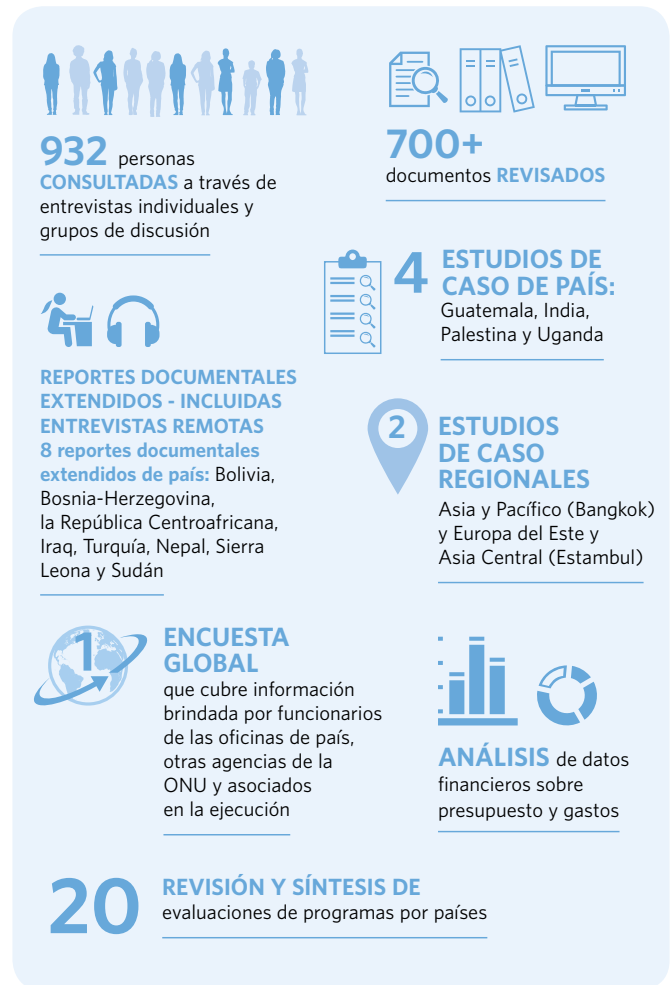 932 personas
CONSULTADAS a través de
entrevistas individuales y
grupos de discusión
700+
documentos REVISADOS
4 ESTUDIOS DE
CASO DE PAÍS:
Guatemala, India,
Palestina y Uganda
REPORTES DOCUMENTALES
EXTENDIDOS - INCLUIDAS
ENTREVISTAS REMOTAS
8 reportes documentales
extendidos de país: Bolivia,
Bosnia-Herzegovina,
la República Centroafricana,
Iraq, Turquía, Nepal, Sierra
Leona y Sudán
2 ESTUDIOS
DE CASO
REGIONALES
Asia y Pacífico (Bangkok)
y Europa del Este y
Asia Central (Estambul)
1 ENCUESTA
GLOBAL
que cubre información
brindada por funcionarios
de las oficinas de país,
otras agencias de la
ONU y asociados
en la ejecución
ANÁLISIS de datos
financieros sobre
presupuesto y gastos
20 REVISIÓN Y SÍNTESIS DE
evaluaciones de programas por países